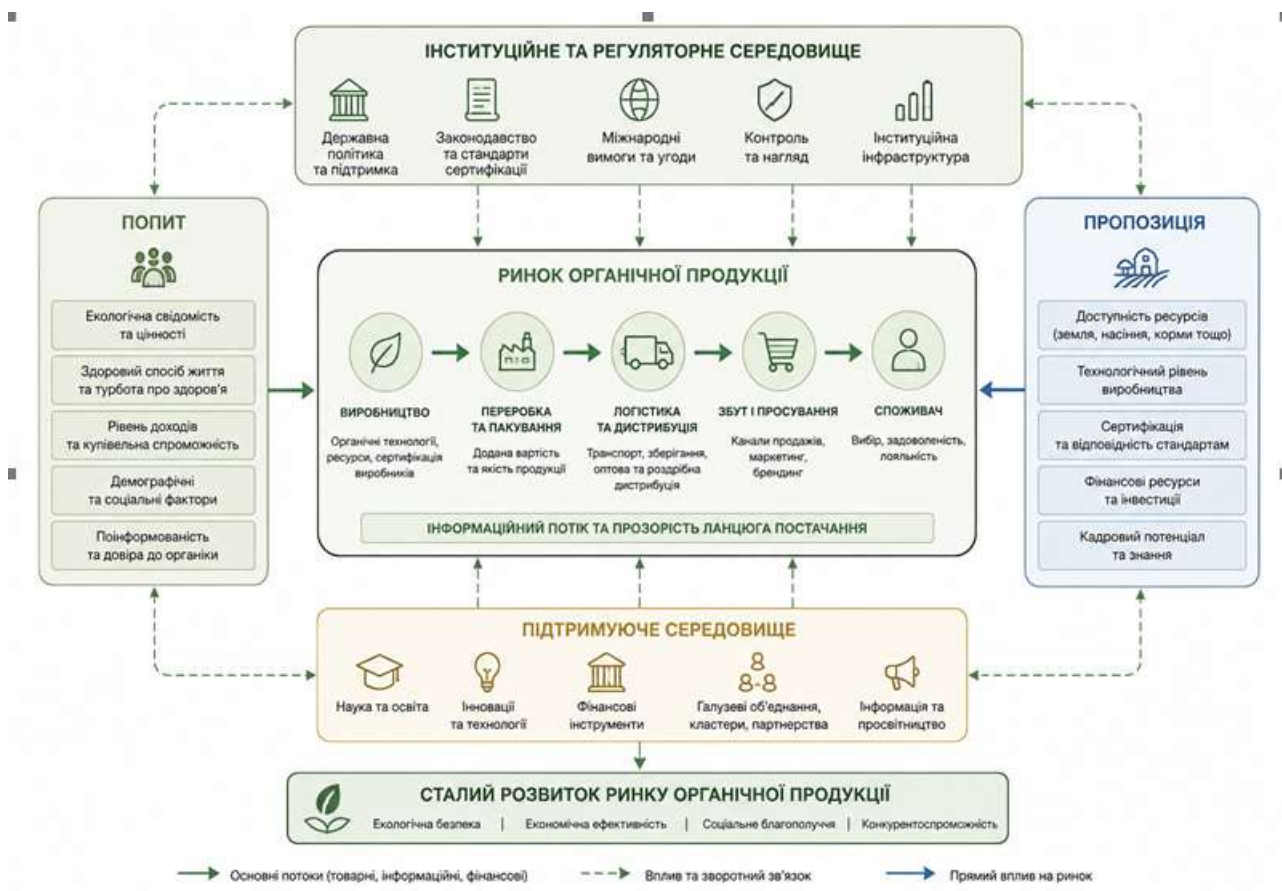 ІНСТИТУЦІЙНЕ ТА РЕГУЛЯТОРНЕ СЕРЕДОВИЩЕ
Державна
політика
та підтримка
Законодавство
та стандарти
сертифікації
Міжнародні
вимоги та угоди
Контроль
та нагляд
Інституційна
інфраструктура
ПОПИТ
Екологічна свідомість
та цінності
Здоровий спосіб життя
та турбота про здоров'я
Рівень доходів
та купівельна спроможність
Демографічні
та соціальні фактори
Поінформованість
та довіра до органіки
РИНОК ОРГАНІЧНОЇ ПРОДУКЦІЇ
ВИРОБНИЦТВО
Органічні технології,
ресурси, сертифікація
виробників
ПЕРЕРОБКА
ТА ПАКУВАННЯ
Додана вартість
та якість продукції
ЛОГІСТИКА
ТА ДИСТРИБУЦІЯ
Транспорт, зберігання,
оптова та роздрібна
дистрибуція
ЗБУТ І ПРОСУВАННЯ
Канали продажів,
маркетинг,
брендинг
СПОЖИВАЧ
Вибір, задоволеність,
лояльність
ІНФОРМАЦІЙНИЙ ПОТІК ТА ПРОЗОРІСТЬ ЛАНЦЮГА ПОСТАЧАННЯ
ПРОПОЗИЦІЯ
Доступність ресурсів
(земля, насіння, корми тощо)
Технологічний рівень
виробництва
Сертифікація
та відповідність стандартам
Фінансові ресурси
та інвестиції
Кадровий потенціал
та знання
ПІДТРИМУЮЧЕ СЕРЕДОВИЩЕ
Наука та освіта
Інновації
та технології
Фінансові
інструменти
Галузеві об'єднання,
кластери, партнерства
Інформація та
просвітництво
СТАЛИЙ РОЗВИТОК РИНКУ ОРГАНІЧНОЇ ПРОДУКЦІЇ
Екологічна безпека | Економічна ефективність | Соціальне благополуччя | Конкурентоспроможність
Основні потоки (товарні, інформаційні, фінансові)
Вплив та зворотний зв'язок
Прямий вплив на ринок